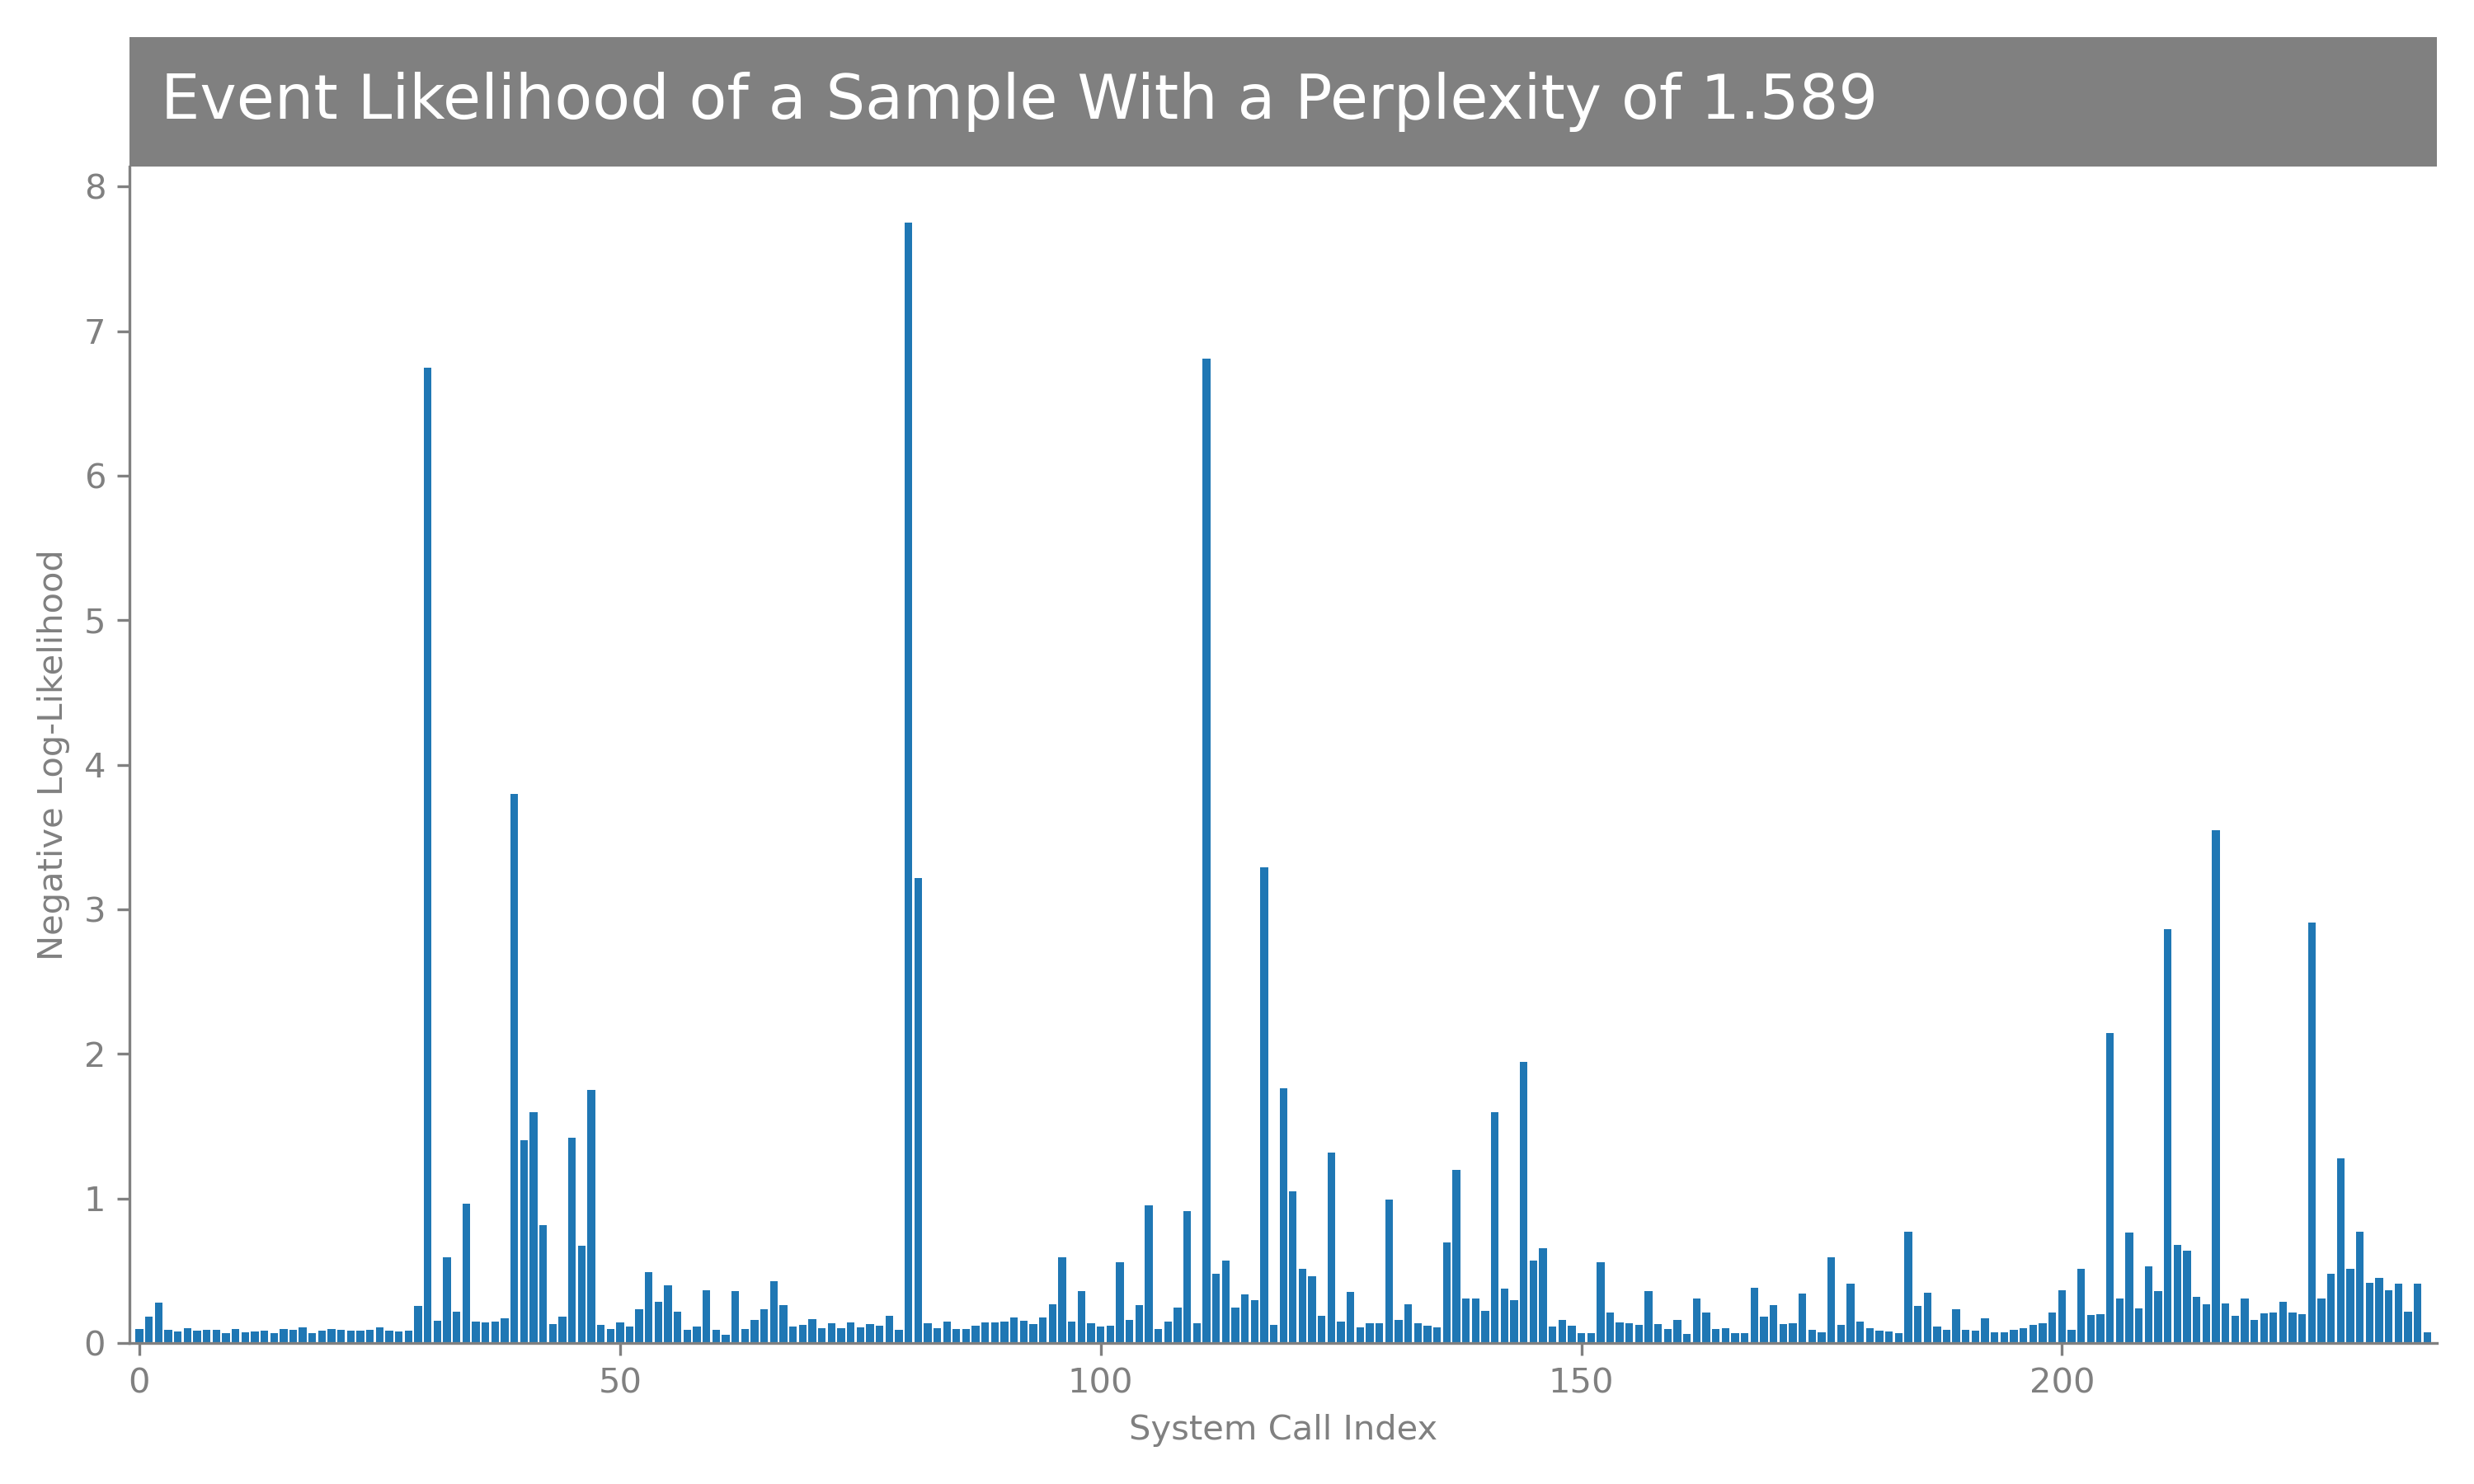 Event Likelihood of a Sample With a Perplexity of 1.589
8
7
6
5
4
3
2
1
0
Negative Log-Likelihood
0 50 100 150 200
System Call Index